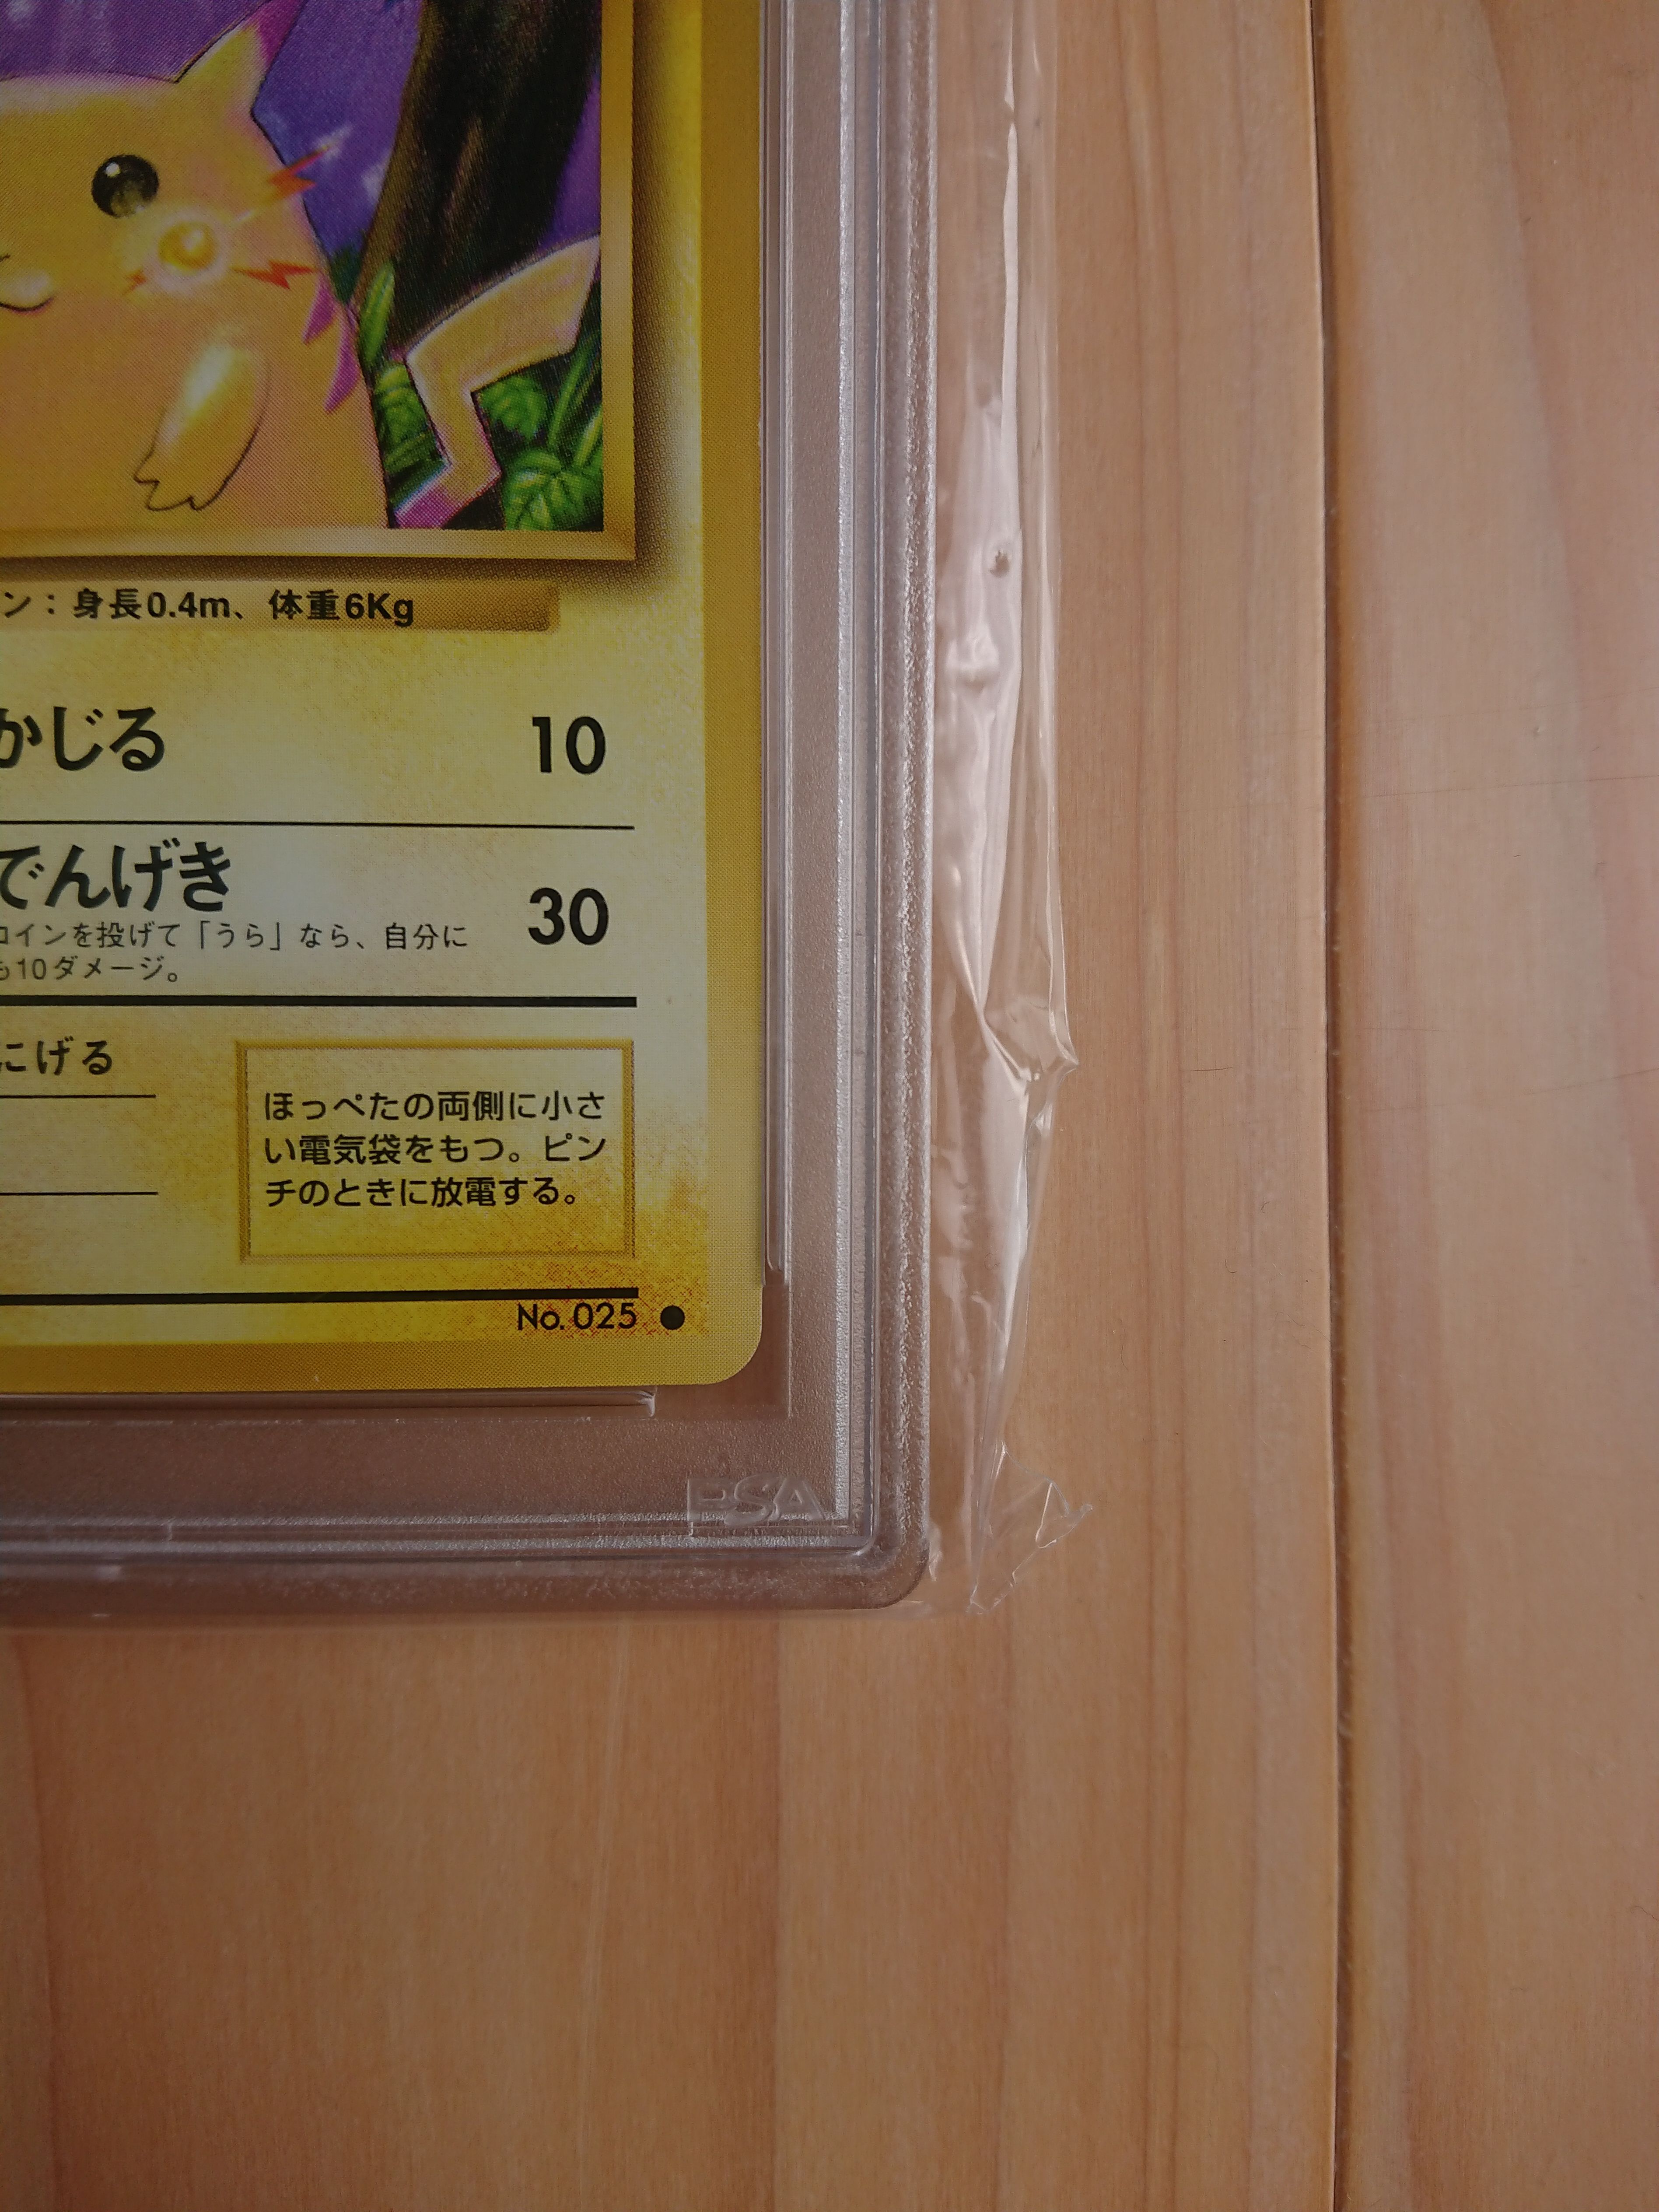 ン：身長0.4m、体重6Kg
かじる 10
でんげき 30
コインを投げて「うら」なら、自分に
も10ダメージ。
にげる
ほっぺたの両側に小さ
い電気袋をもつ。ピン
チのときに放電する。
No. 025 ●
PSA